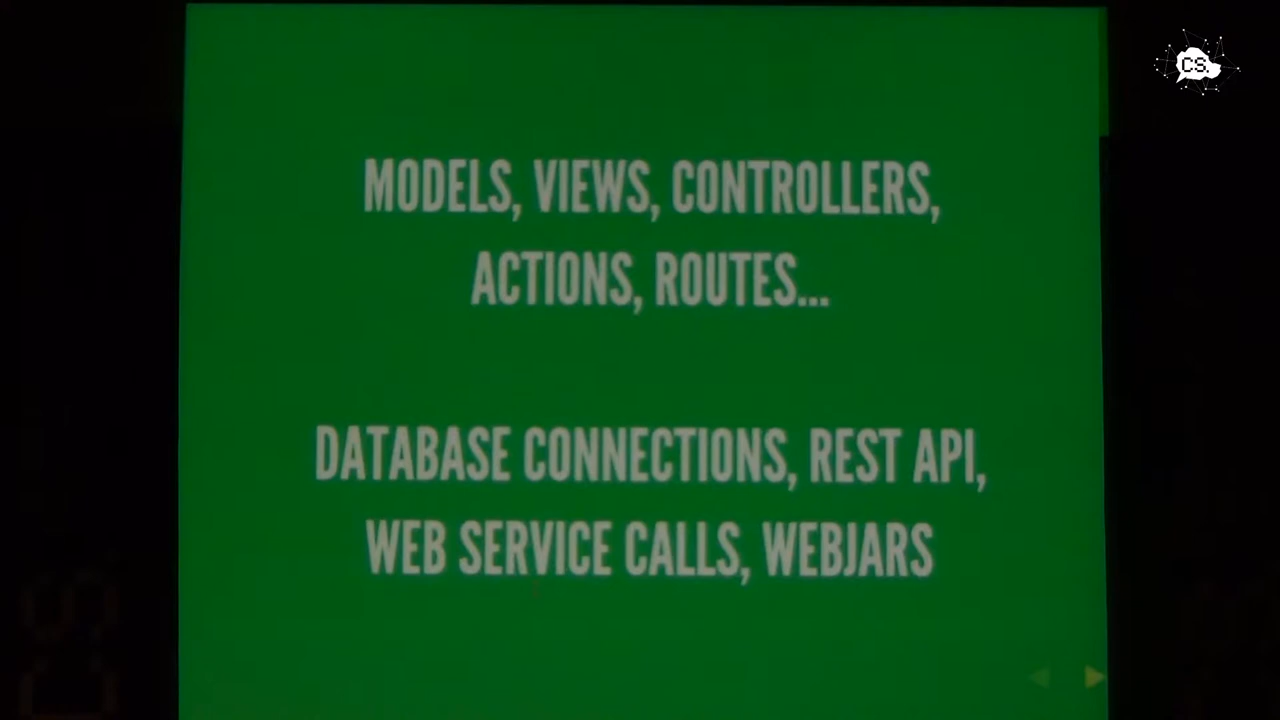 CS.
MODELS, VIEWS, CONTROLLERS,
ACTIONS, ROUTES...
DATABASE CONNECTIONS, REST API,
WEB SERVICE CALLS, WEBJARS